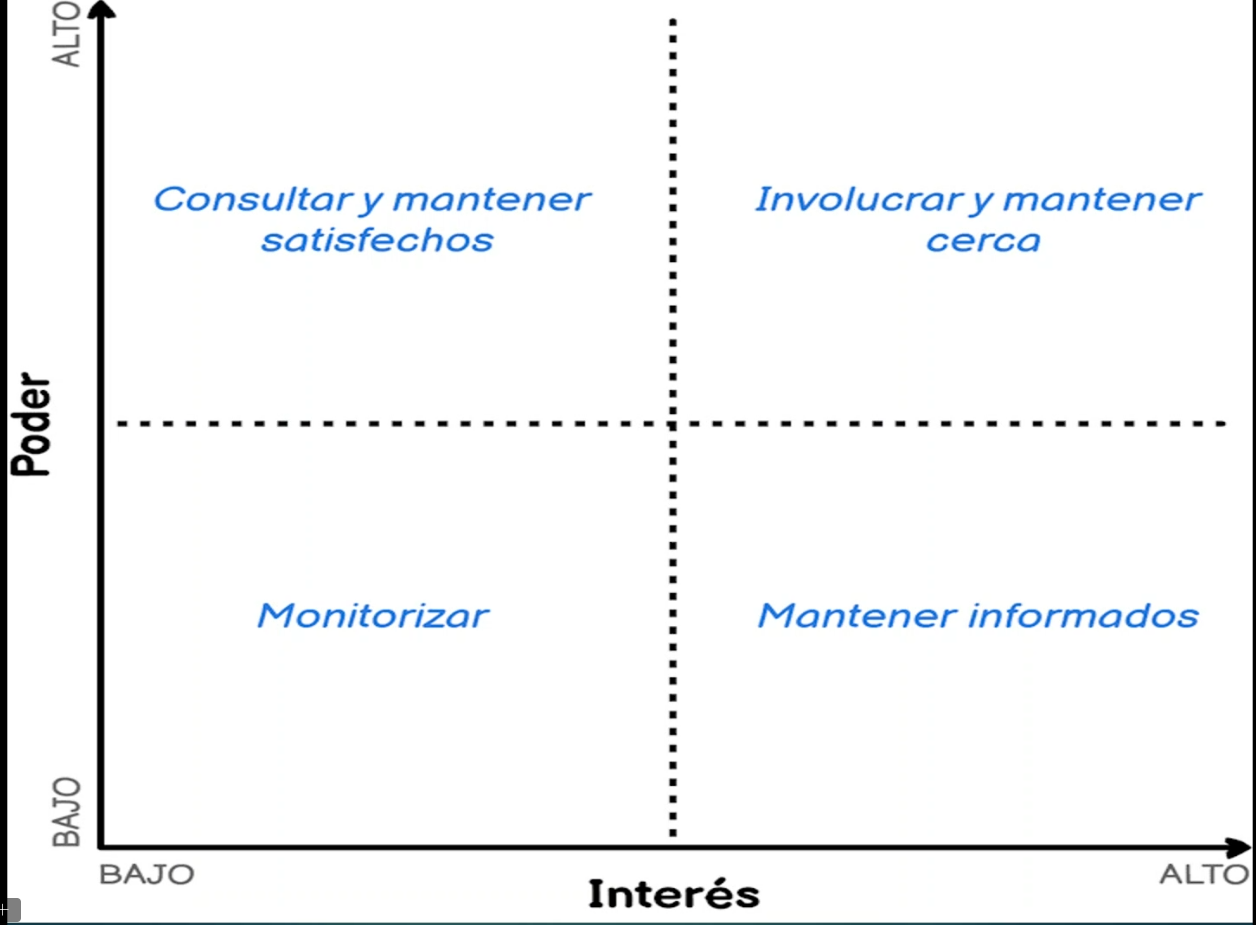 ALTO
Consultar y mantener
satisfechos
Involucrar y mantener
cerca
Poder
Monitorizar
Mantener informados
BAJO
BAJO
Interés
ALTO